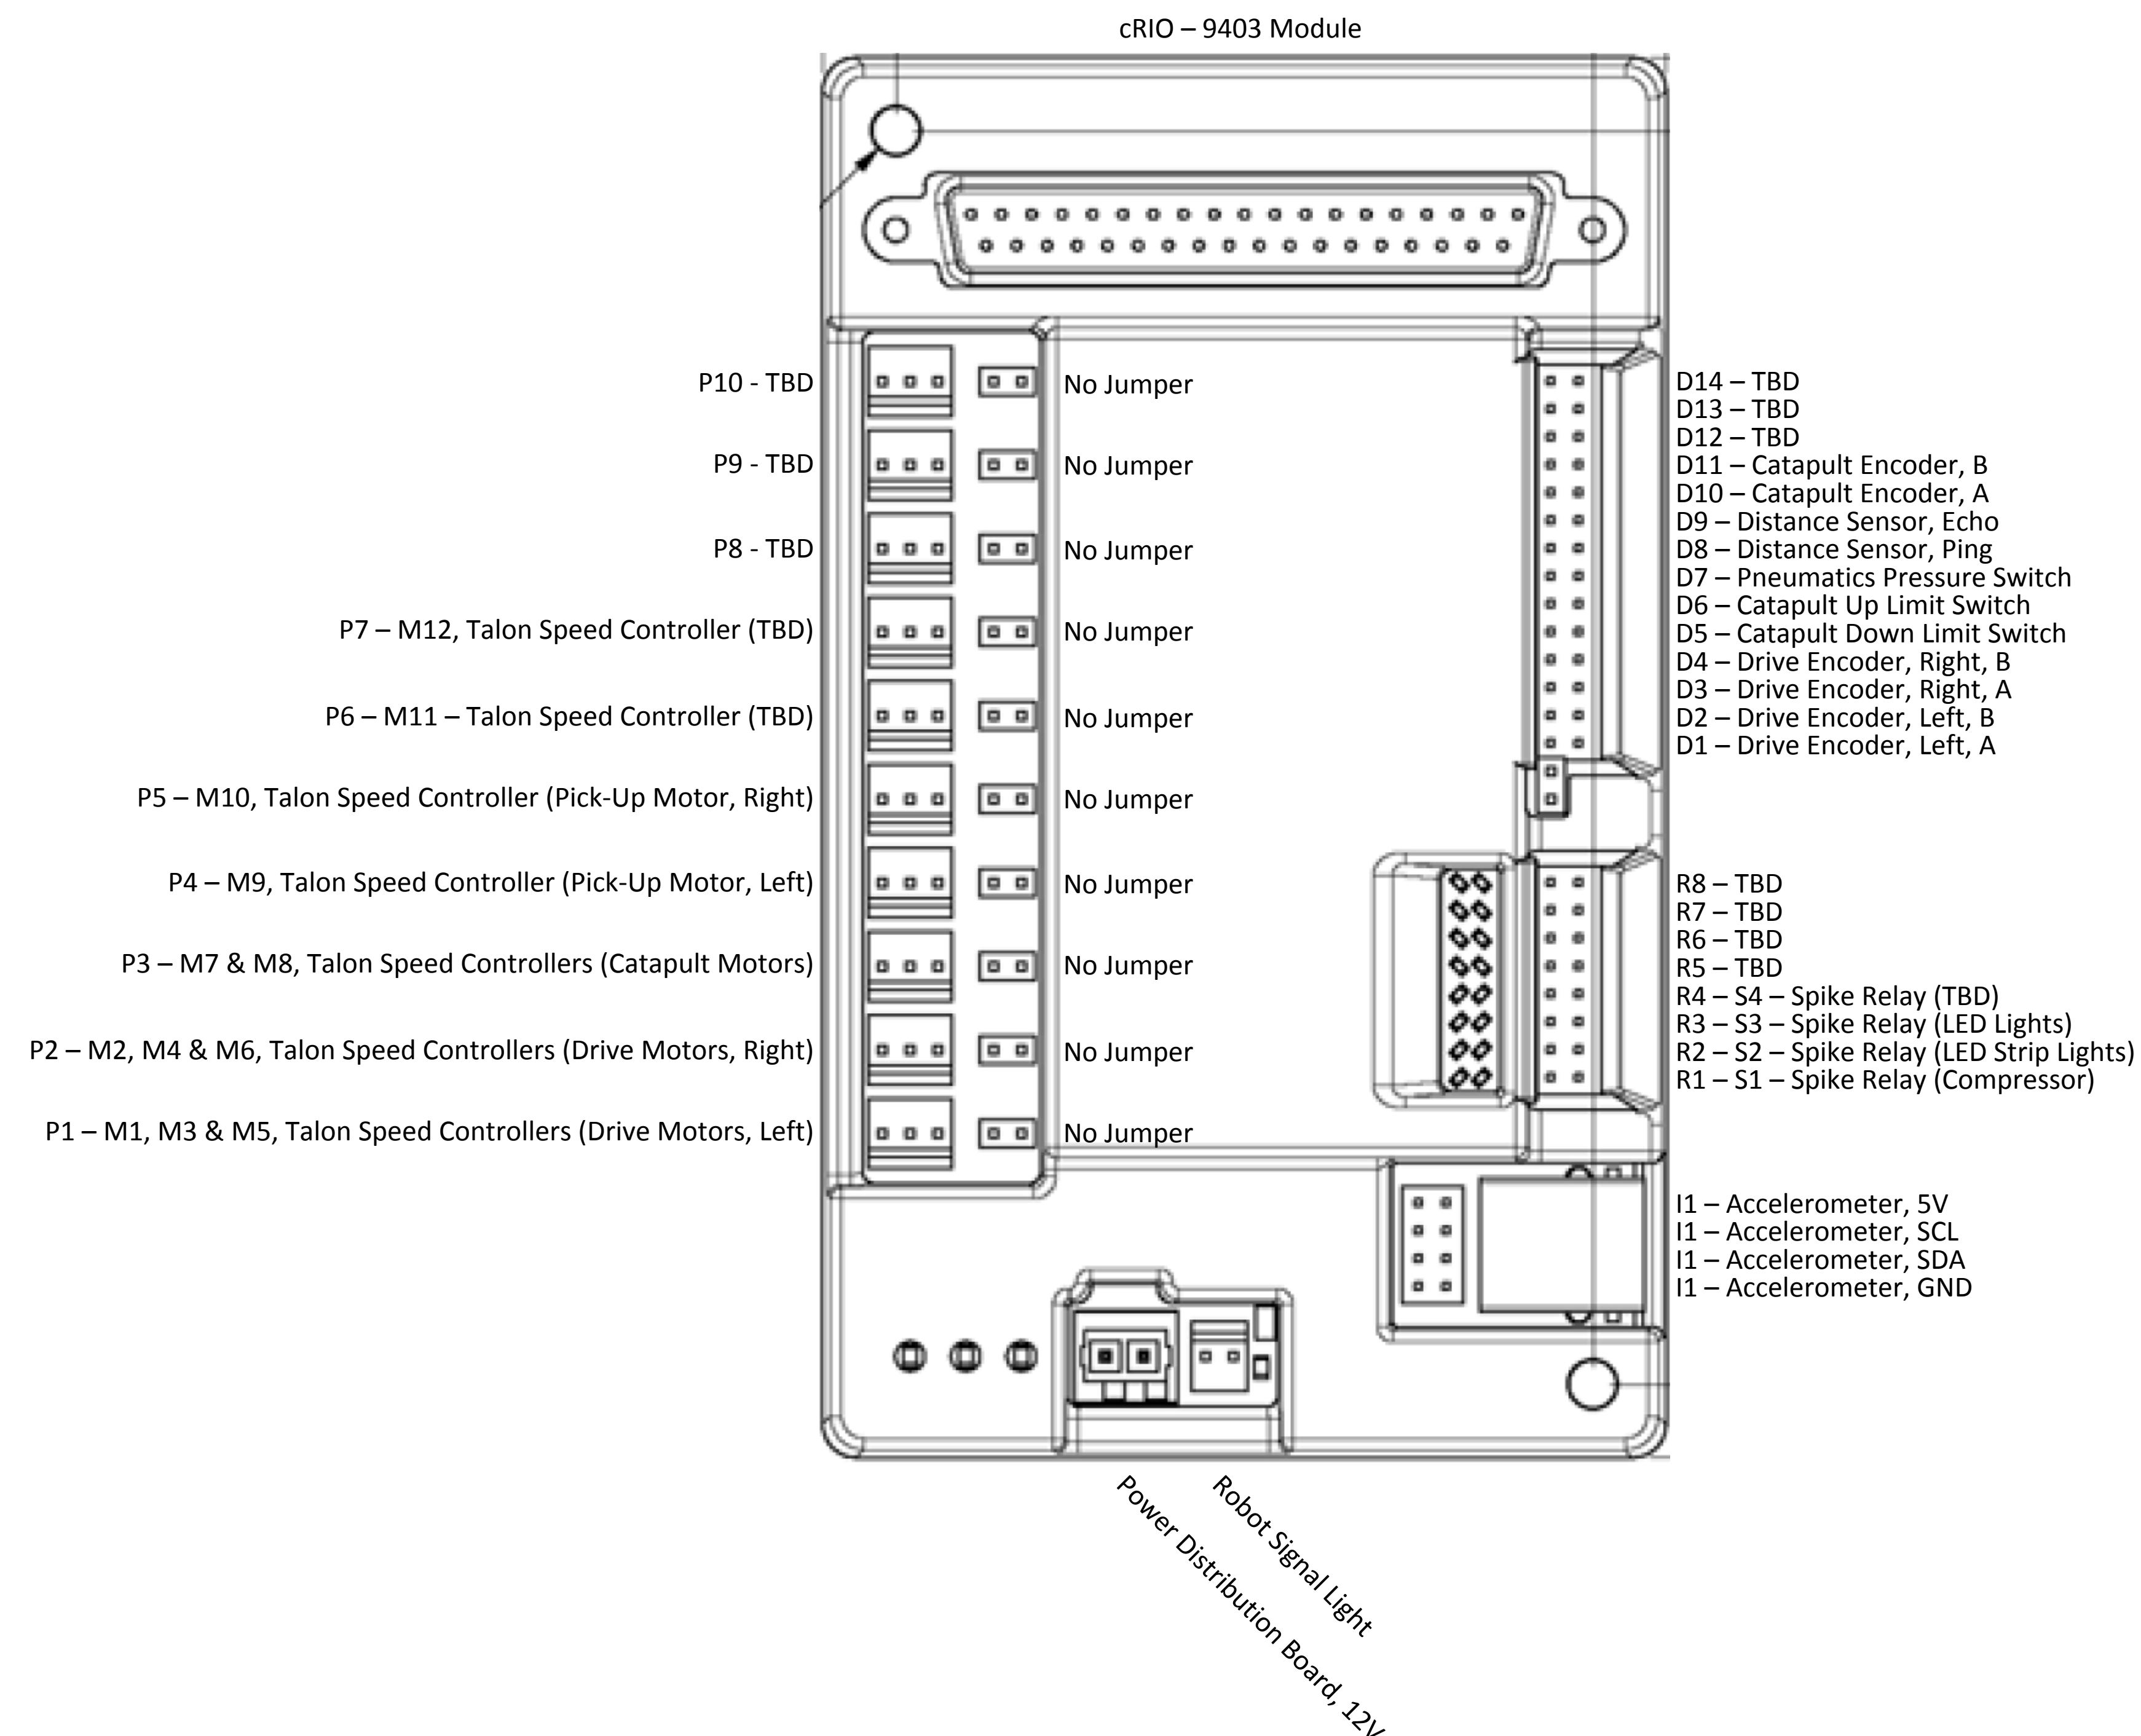 cRIO – 9403 Module
P10 - TBD
P9 - TBD
P8 - TBD
P7 – M12, Talon Speed Controller (TBD)
P6 – M11 – Talon Speed Controller (TBD)
P5 – M10, Talon Speed Controller (Pick-Up Motor, Right)
P4 – M9, Talon Speed Controller (Pick-Up Motor, Left)
P3 – M7 & M8, Talon Speed Controllers (Catapult Motors)
P2 – M2, M4 & M6, Talon Speed Controllers (Drive Motors, Right)
P1 – M1, M3 & M5, Talon Speed Controllers (Drive Motors, Left)
No Jumper
No Jumper
No Jumper
No Jumper
No Jumper
No Jumper
No Jumper
No Jumper
No Jumper
No Jumper
D14 – TBD
D13 – TBD
D12 – TBD
D11 – Catapult Encoder, B
D10 – Catapult Encoder, A
D9 – Distance Sensor, Echo
D8 – Distance Sensor, Ping
D7 – Pneumatics Pressure Switch
D6 – Catapult Up Limit Switch
D5 – Catapult Down Limit Switch
D4 – Drive Encoder, Right, B
D3 – Drive Encoder, Right, A
D2 – Drive Encoder, Left, B
D1 – Drive Encoder, Left, A
R8 – TBD
R7 – TBD
R6 – TBD
R5 – TBD
R4 – S4 – Spike Relay (TBD)
R3 – S3 – Spike Relay (LED Lights)
R2 – S2 – Spike Relay (LED Strip Lights)
R1 – S1 – Spike Relay (Compressor)
I1 – Accelerometer, 5V
I1 – Accelerometer, SCL
I1 – Accelerometer, SDA
I1 – Accelerometer, GND
Power Distribution Board, 12V
Robot Signal Light